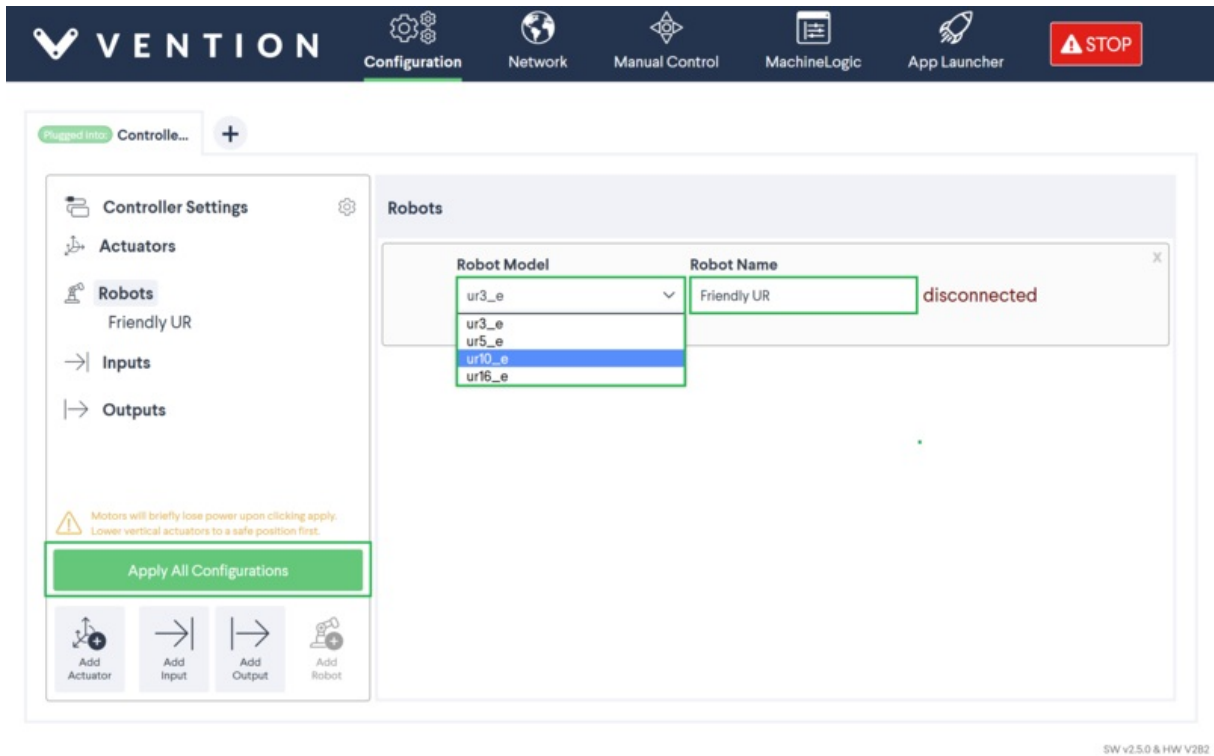 VENTION
Configuration
Network
Manual Control
MachineLogic
App Launcher
STOP
Plugged into: Controlle...
Controller Settings
Actuators
Robots
Friendly UR
Inputs
Outputs
Motors will briefly lose power upon clicking apply.
Lower vertical actuators to a safe position first.
Apply All Configurations
Add
Actuator
Add
Input
Add
Output
Add
Robot
Robots
X
Robot Model
Robot Name
ur3_e
Friendly UR
disconnected
ur3_e
ur5_e
ur10_e
ur16_e
SW v2.5.0 & HW V2B2